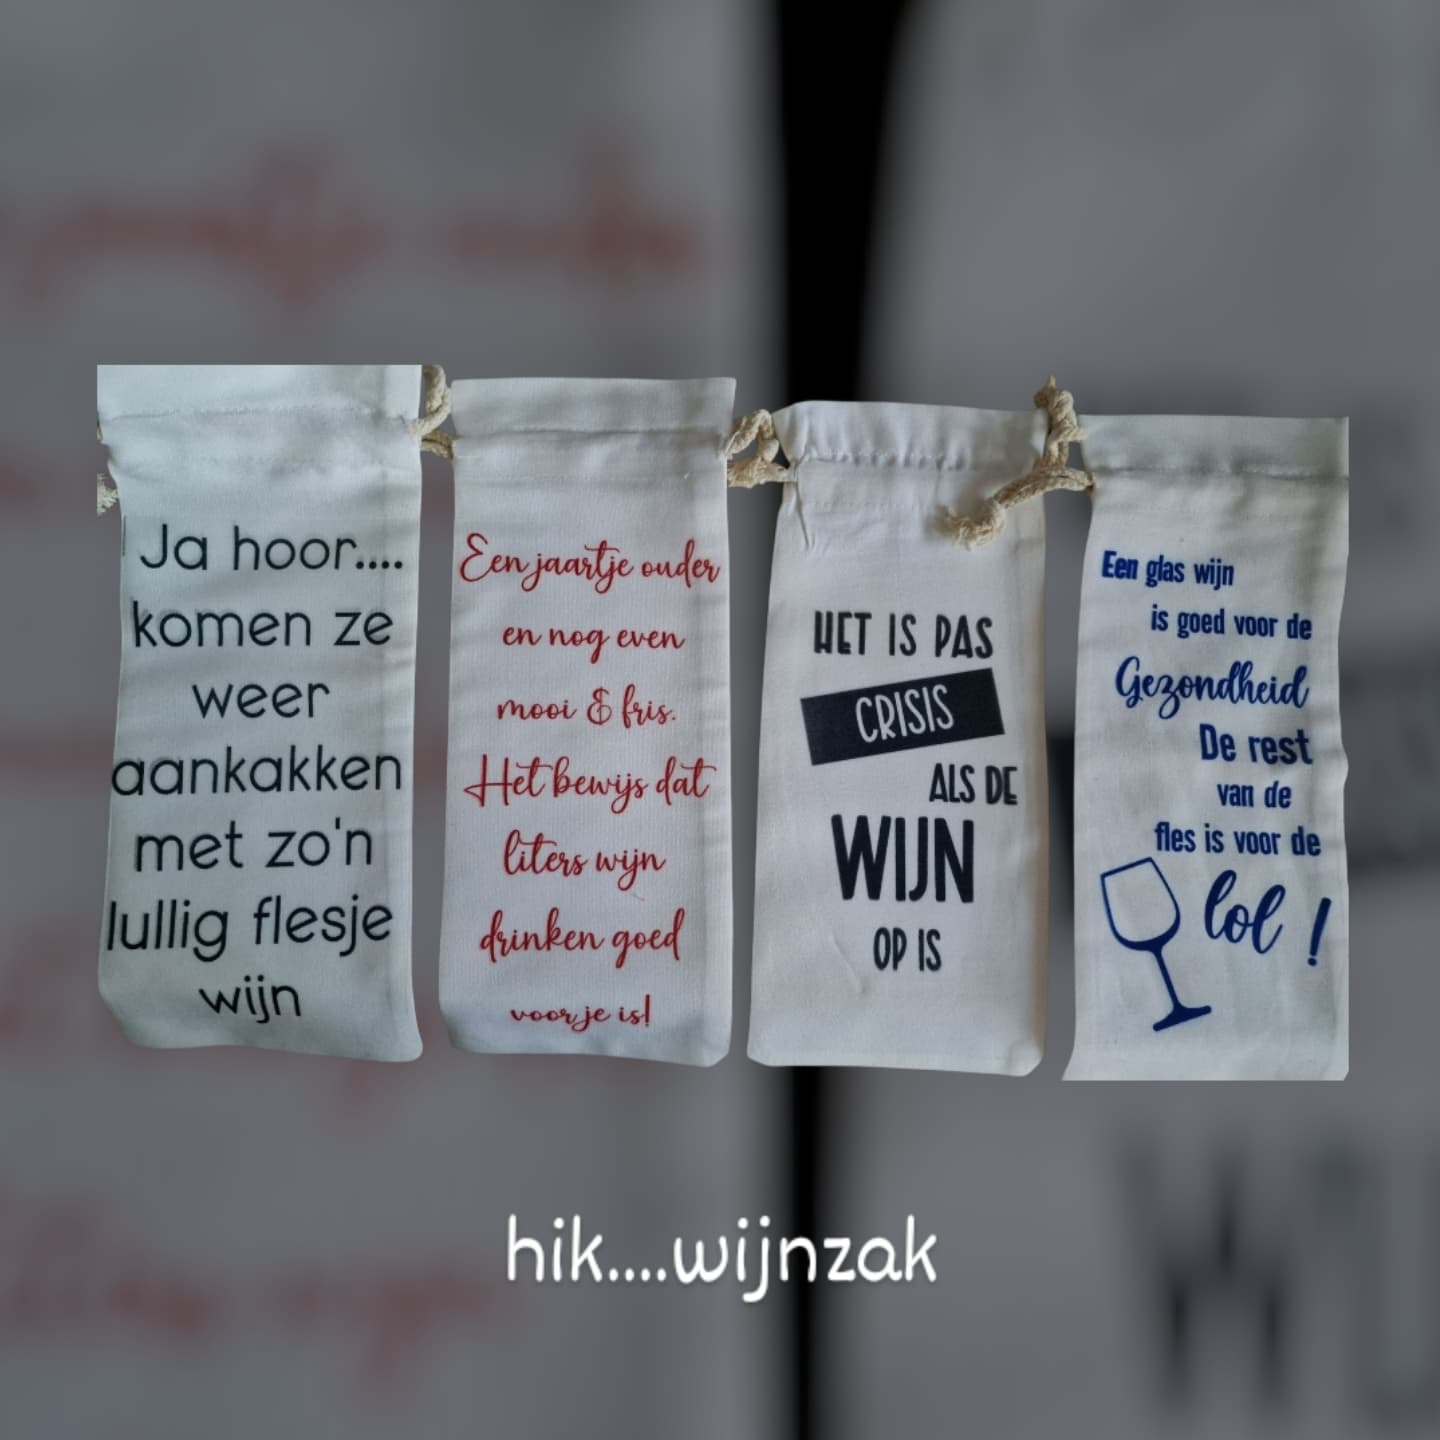 Ja hoor....
komen ze
weer
aankakken
met zo'n
lullig flesje
wijn
Een jaartje ouder
en nog even
mooi & fris.
Het bewijs dat
liters wijn
drinken goed
voor je is!
HET IS PAS
CRISIS
ALS DE
WIJN
OP IS
Een glas wijn
is goed voor de
Gezondheid
De rest
van de
fles is voor de
lol !
hik....wijnzak